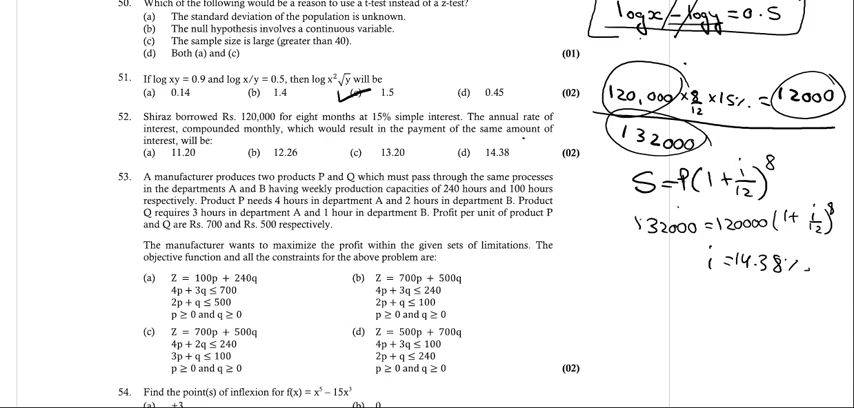 50. Which of the following would be a reason to use a t-test instead of a z-test?
(a) The standard deviation of the population is unknown.
(b) The null hypothesis involves a continuous variable.
(c) The sample size is large (greater than 40).
(d) Both (a) and (c) (01)
log x - log y = 0.5
51. If log xy = 0.9 and log x/y = 0.5, then log x² √y will be
(a) 0.14 (b) 1.4 (c) 1.5 (d) 0.45 (02)
120,000 × 8/12 × 15% = 12000
132000
52. Shiraz borrowed Rs. 120,000 for eight months at 15% simple interest. The annual rate of
interest, compounded monthly, which would result in the payment of the same amount of
interest, will be:
(a) 11.20 (b) 12.26 (c) 13.20 (d) 14.38 (02)
S = P(1 + i/12)^8
132000 = 120000 (1 + i/12)^8
i = 14.38%
53. A manufacturer produces two products P and Q which must pass through the same processes
in the departments A and B having weekly production capacities of 240 hours and 100 hours
respectively. Product P needs 4 hours in department A and 2 hours in department B. Product
Q requires 3 hours in department A and 1 hour in department B. Profit per unit of product P
and Q are Rs. 700 and Rs. 500 respectively.
The manufacturer wants to maximize the profit within the given sets of limitations. The
objective function and all the constraints for the above problem are:
(a) Z = 100p + 240q
4p + 3q ≤ 700
2p + q ≤ 500
p ≥ 0 and q ≥ 0
(b) Z = 700p + 500q
4p + 3q ≤ 240
2p + q ≤ 100
p ≥ 0 and q ≥ 0
(c) Z = 700p + 500q
4p + 2q ≤ 240
3p + q ≤ 100
p ≥ 0 and q ≥ 0
(d) Z = 500p + 700q
4p + 3q ≤ 100
2p + q ≤ 240
p ≥ 0 and q ≥ 0 (02)
54. Find the point(s) of inflexion for f(x) = x⁵ – 15x³
(a) +3 (b) 0